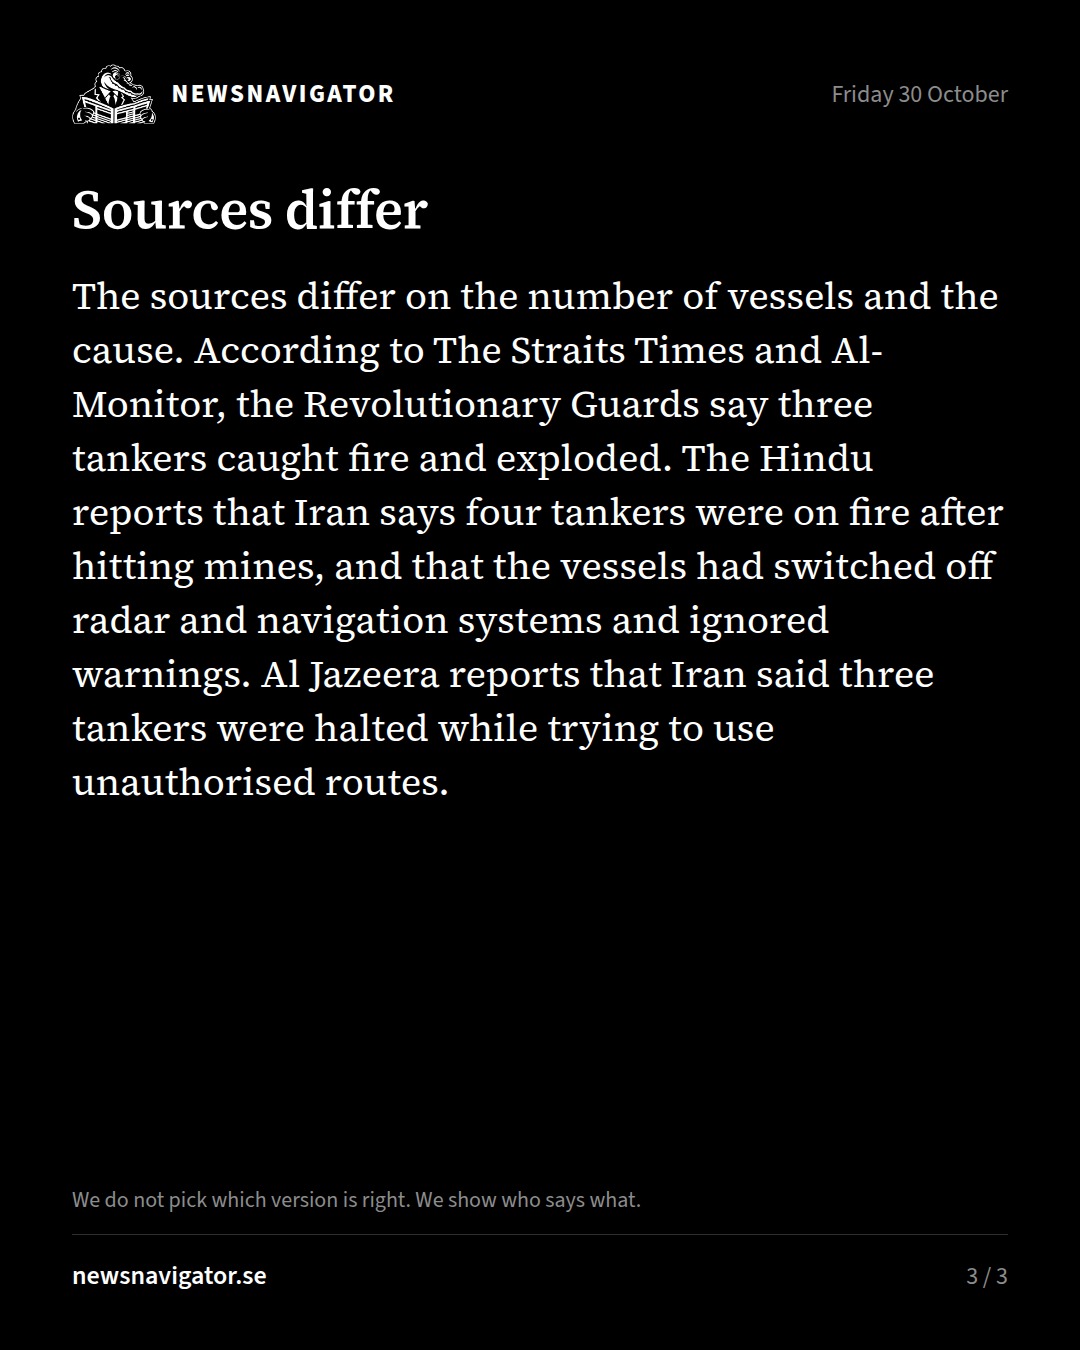 NEWSNAVIGATOR
Friday 30 October
Sources differ
The sources differ on the number of vessels and the
cause. According to The Straits Times and Al-
Monitor, the Revolutionary Guards say three
tankers caught fire and exploded. The Hindu
reports that Iran says four tankers were on fire after
hitting mines, and that the vessels had switched off
radar and navigation systems and ignored
warnings. Al Jazeera reports that Iran said three
tankers were halted while trying to use
unauthorised routes.
We do not pick which version is right. We show who says what.
newsnavigator.se
3 / 3